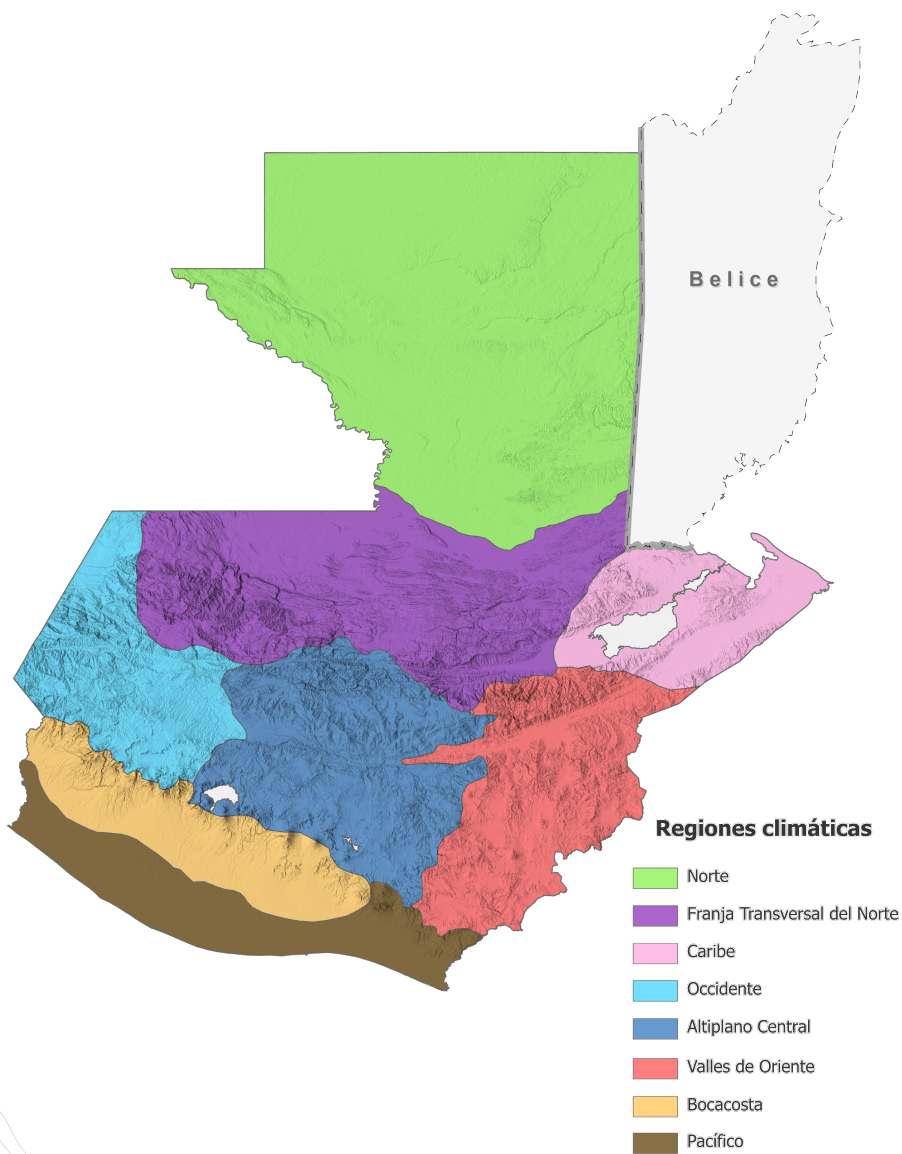 Belice
Regiones climáticas
Norte
Franja Transversal del Norte
Caribe
Occidente
Altiplano Central
Valles de Oriente
Bocacosta
Pacífico